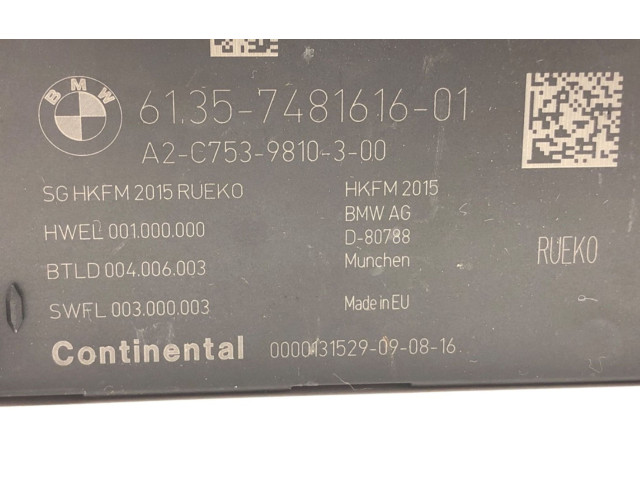 BMW
61.35-7481616-01
A2-C753-9810-3-00
SG HKFM 2015 RUEKO
HWEL 001.000.000
BTLD 004.006.003
SWFL 003.000.003
HKFM 2015
BMW AG
D-80788
Munchen
Made in EU
RUEKO
Continental 0000131529-09-08-16